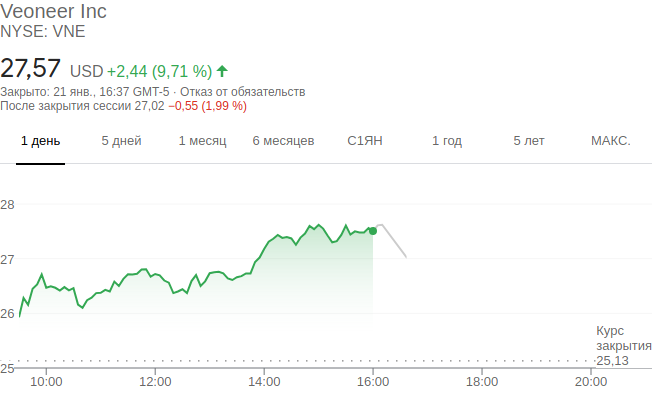 Veoneer Inc
NYSE: VNE
27,57 USD +2,44 (9,71 %)
Закрыто: 21 янв., 16:37 GMT-5 · Отказ от обязательств
После закрытия сессии 27,02 −0,55 (1,99 %)
1 день 5 дней 1 месяц 6 месяцев С1ЯН 1 год 5 лет МАКС.
28
27
26
Курс
закрытия
25,13
25
10:00 12:00 14:00 16:00 18:00 20:00